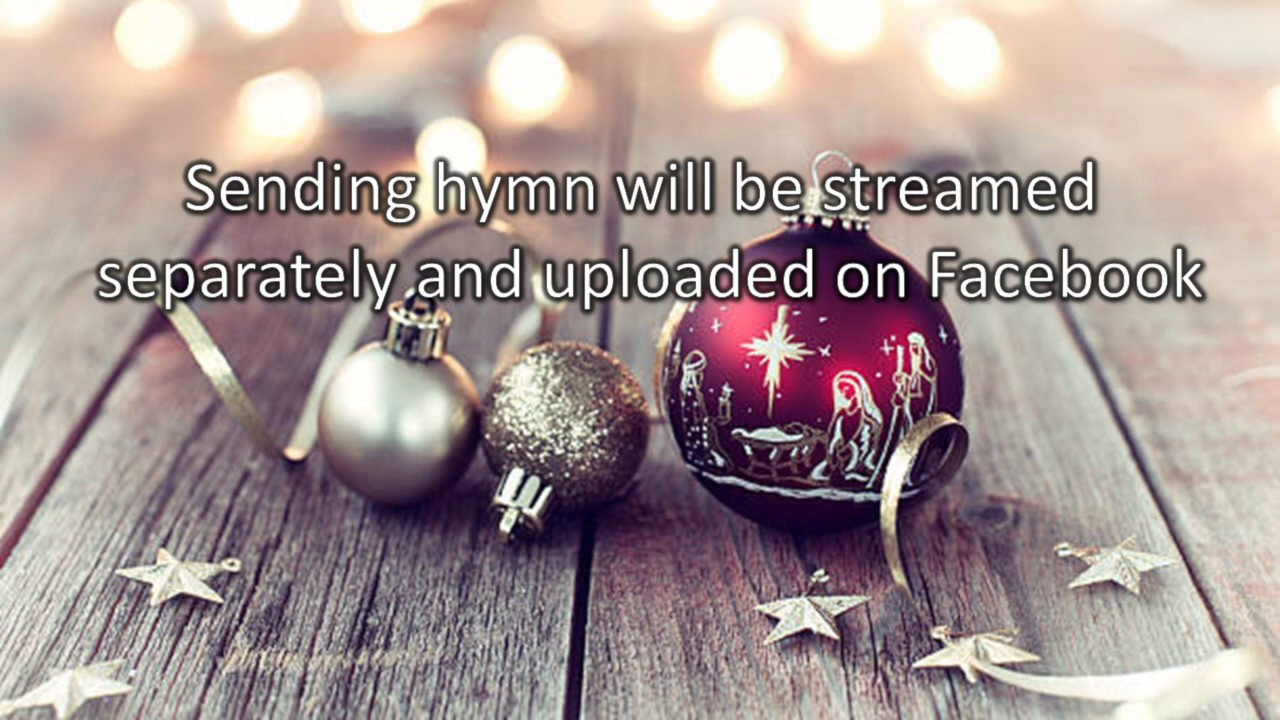 Sending hymn will be streamed
separately and uploaded on Facebook